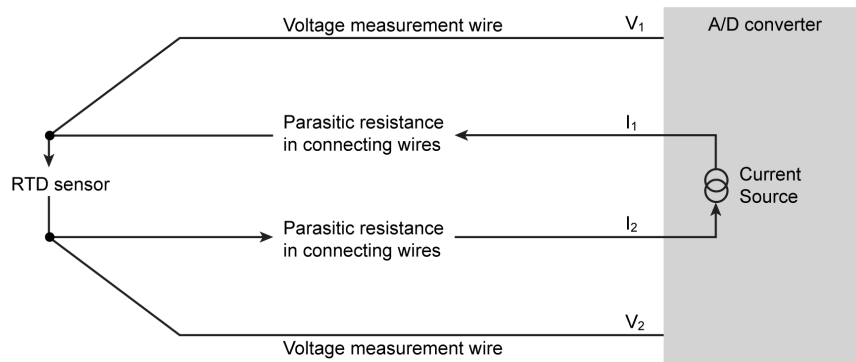 Voltage measurement wire
V1
A/D converter
Parasitic resistance
in connecting wires
I1
RTD sensor
Current
Source
Parasitic resistance
in connecting wires
I2
V2
Voltage measurement wire